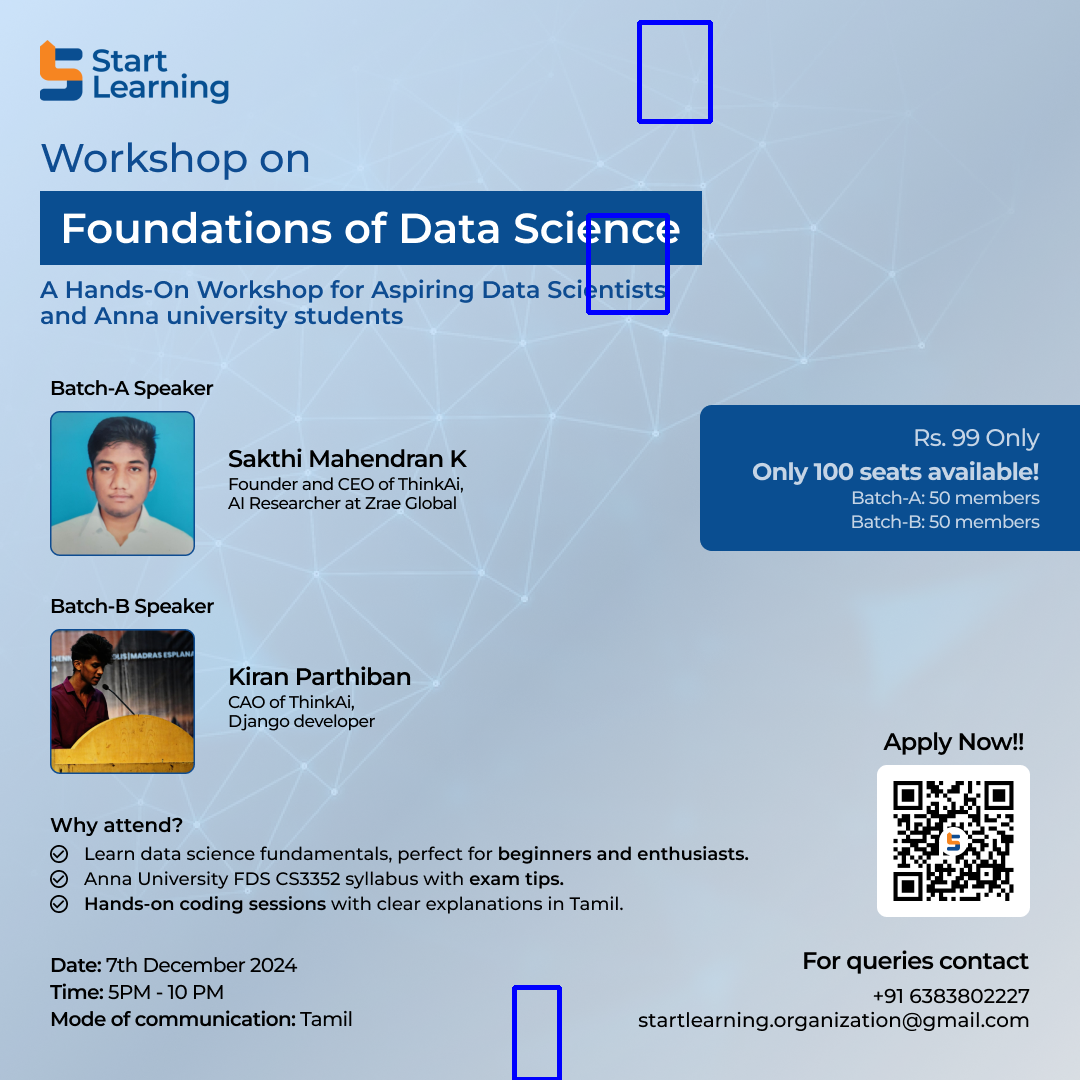 Start
Learning
Workshop on
Foundations of Data Science
A Hands-On Workshop for Aspiring Data Scientists
and Anna university students
Batch-A Speaker
Sakthi Mahendran K
Founder and CEO of ThinkAi,
AI Researcher at Zrae Global
Rs. 99 Only
Only 100 seats available!
Batch-A: 50 members
Batch-B: 50 members
Batch-B Speaker
Kiran Parthiban
CAO of ThinkAi,
Django developer
Apply Now!!
Why attend?
Learn data science fundamentals, perfect for beginners and enthusiasts.
Anna University FDS CS3352 syllabus with exam tips.
Hands-on coding sessions with clear explanations in Tamil.
Date: 7th December 2024
Time: 5PM - 10 PM
Mode of communication: Tamil
For queries contact
+91 6383802227
startlearning.organization@gmail.com